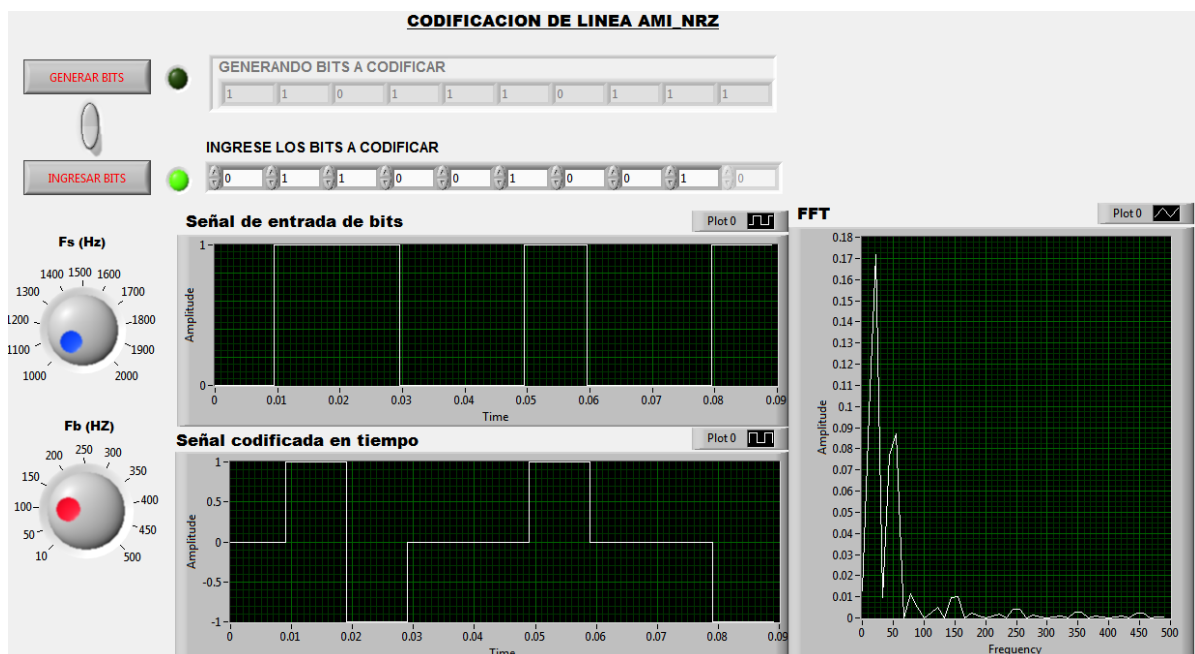 CODIFICACION DE LINEA AMI_NRZ
GENERAR BITS
GENERANDO BITS A CODIFICAR
1 1 0 1 1 1 0 1 1 1
INGRESAR BITS
INGRESE LOS BITS A CODIFICAR
0 1 1 0 0 1 0 0 1 0
Fs (Hz)
1000 1100 1200 1300 1400 1500 1600 1700 1800 1900 2000
Fb (HZ)
10 50 100 150 200 250 300 350 400 450 500
Señal de entrada de bits
Plot 0
Amplitude
1
0
0 0.01 0.02 0.03 0.04 0.05 0.06 0.07 0.08 0.09
Time
Señal codificada en tiempo
Plot 0
Amplitude
1
0.5
0
-0.5
-1
0 0.01 0.02 0.03 0.04 0.05 0.06 0.07 0.08 0.09
Time
FFT
Plot 0
Amplitude
0.18
0.17
0.16
0.15
0.14
0.13
0.12
0.11
0.1
0.09
0.08
0.07
0.06
0.05
0.04
0.03
0.02
0.01
0
0 50 100 150 200 250 300 350 400 450 500
Frequency